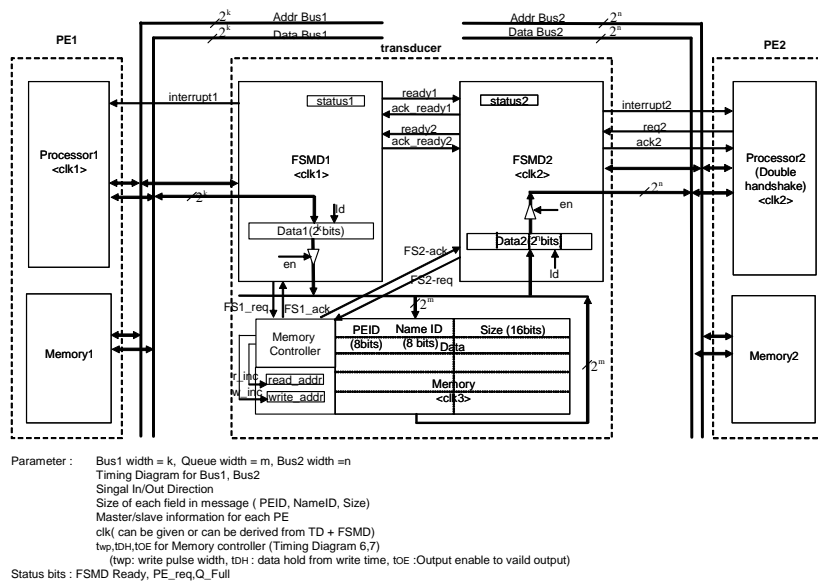 2^k Addr Bus1
2^k Data Bus1
Addr Bus2 2^n
Data Bus2 2^n
PE1
transducer
PE2
interrupt1
status1
ready1
ack_ready1
ready2
ack_ready2
status2
interrupt2
req2
ack2
Processor1
<clk1>
FSMD1
<clk1>
FSMD2
<clk2>
Processor2
(Double
handshake)
<clk2>
2^k
2^n
ld
Data1(2^k bits)
en
en
Data2(2^n bits)
ld
FS2-ack
FS2-req
FS1_req
FS1_ack
2^m
2^m
Memory
Controller
PEID
(8bits)
Name ID
(8 bits)
Size (16bits)
Data
Memory
<clk3>
r_inc
read_addr
w_inc
write_addr
Memory1
Memory2
Parameter : Bus1 width = k, Queue width = m, Bus2 width =n
Timing Diagram for Bus1, Bus2
Singal In/Out Direction
Size of each field in message ( PEID, NameID, Size)
Master/slave information for each PE
clk( can be given or can be derived from TD + FSMD)
twp,tDH,tOE for Memory controller (Timing Diagram 6,7)
(twp: write pulse width, tDH : data hold from write time, tOE :Output enable to vaild output)
Status bits : FSMD Ready, PE_req,Q_Full